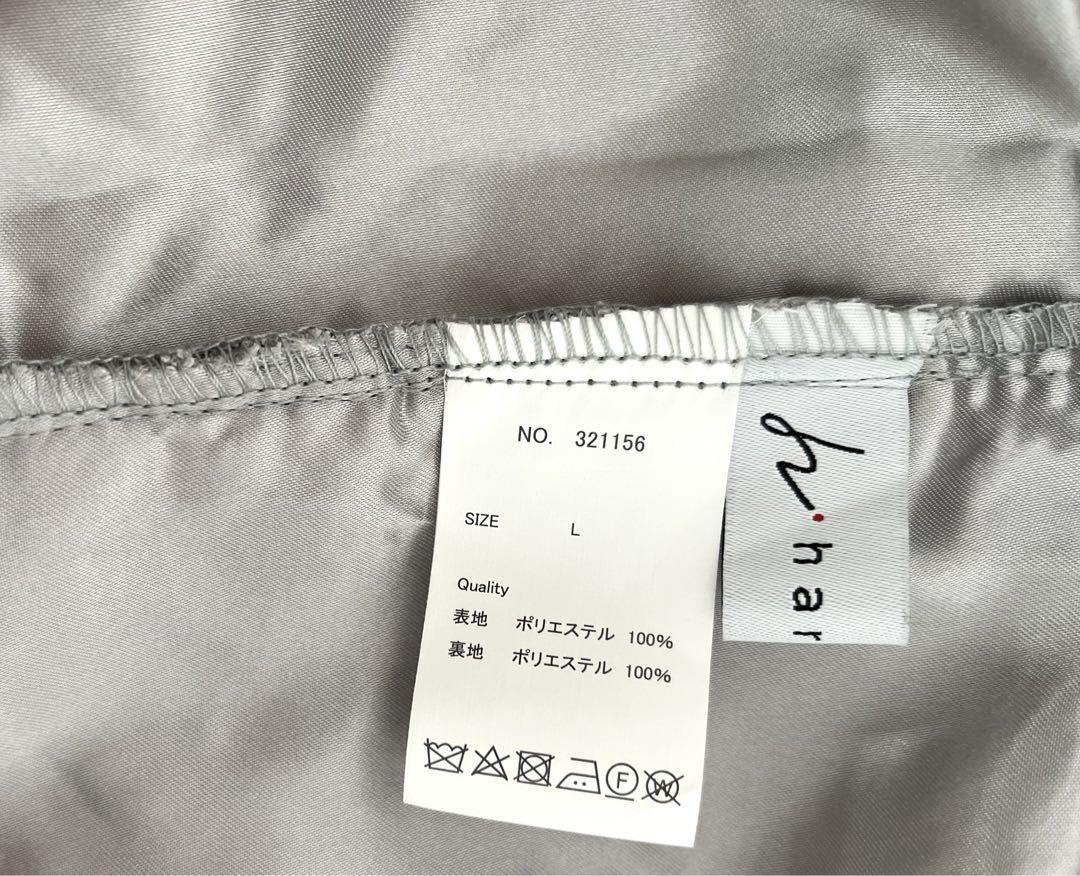 NO. 321156
SIZE L
Quality
表地 ポリエステル 100%
裏地 ポリエステル 100%
F
W
h
har